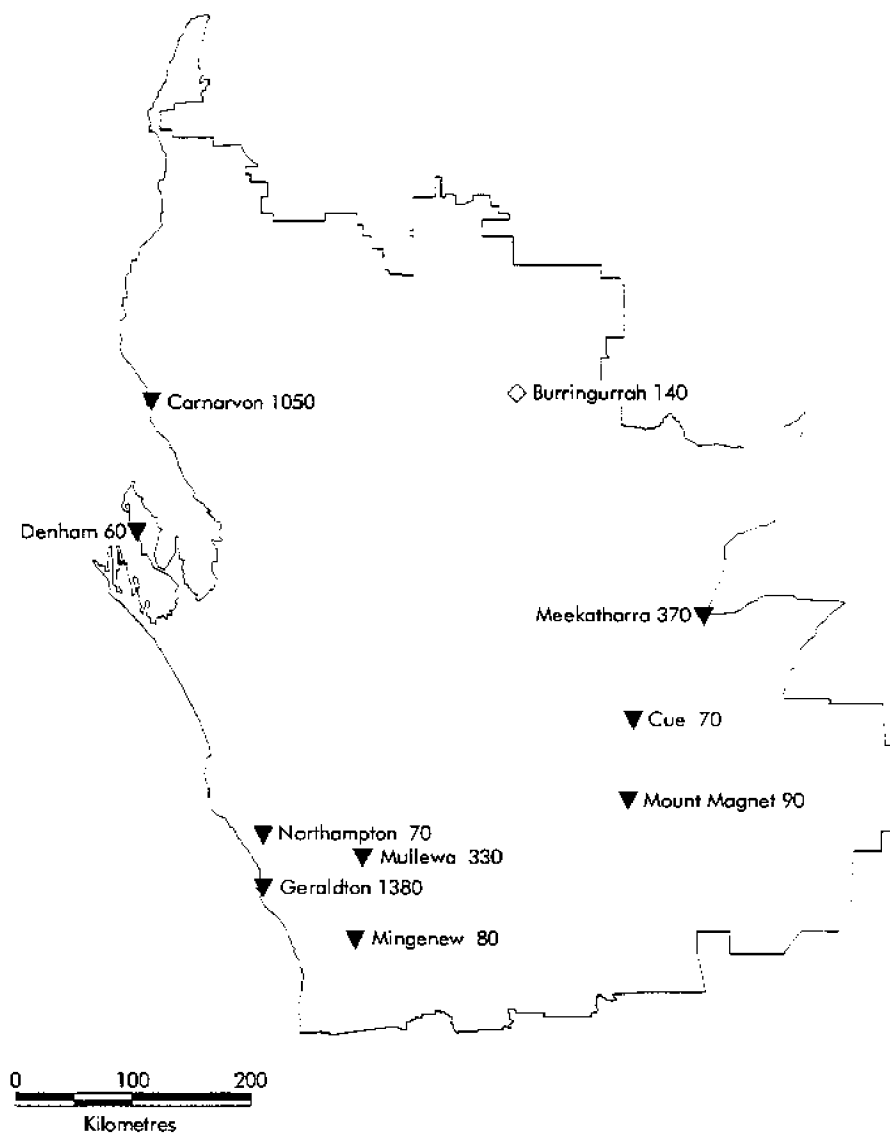 Carnarvon 1050
Burringurrah 140
Denham 60
Meekatharra 370
Cue 70
Mount Magnet 90
Northampton 70
Mullewa 330
Geraldton 1380
Mingenew 80
0 100 200
Kilometres